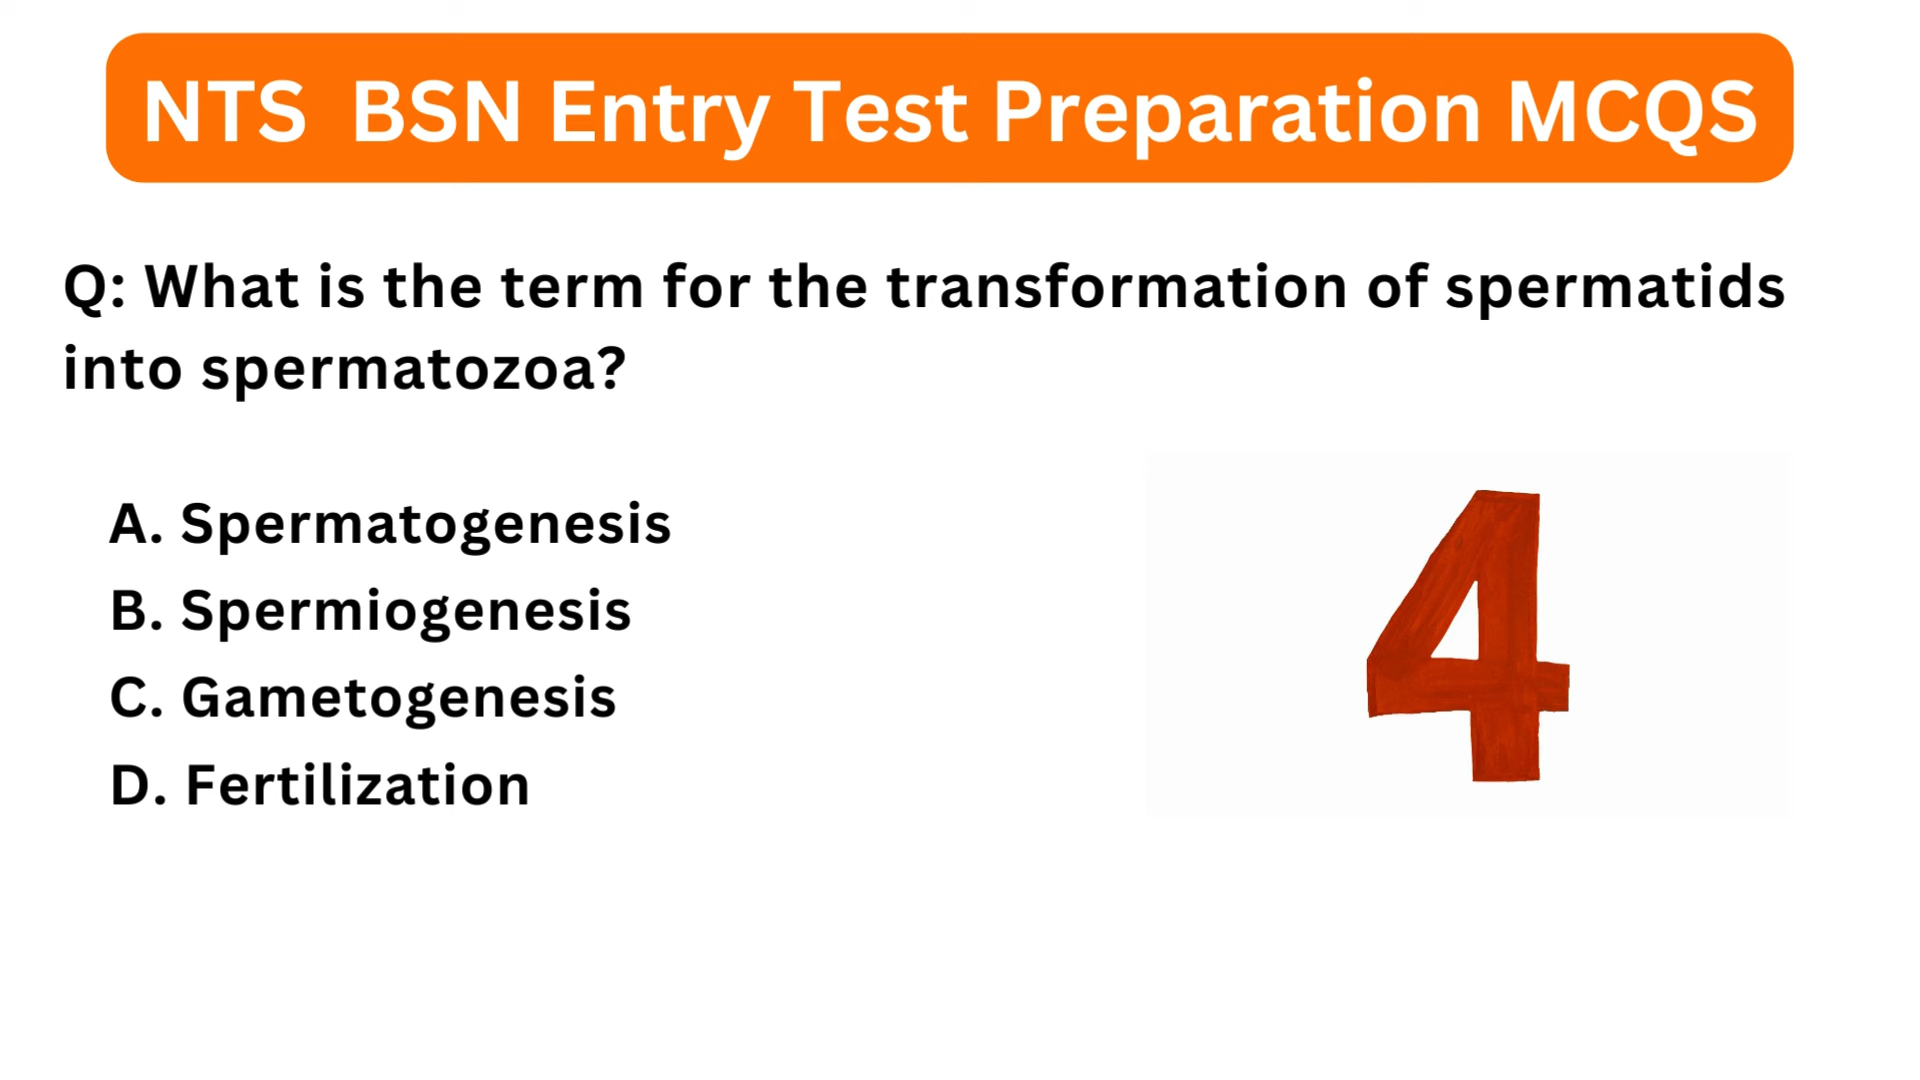 NTS BSN Entry Test Preparation MCQS
Q: What is the term for the transformation of spermatids
into spermatozoa?
A. Spermatogenesis
B. Spermiogenesis
C. Gametogenesis
D. Fertilization
4